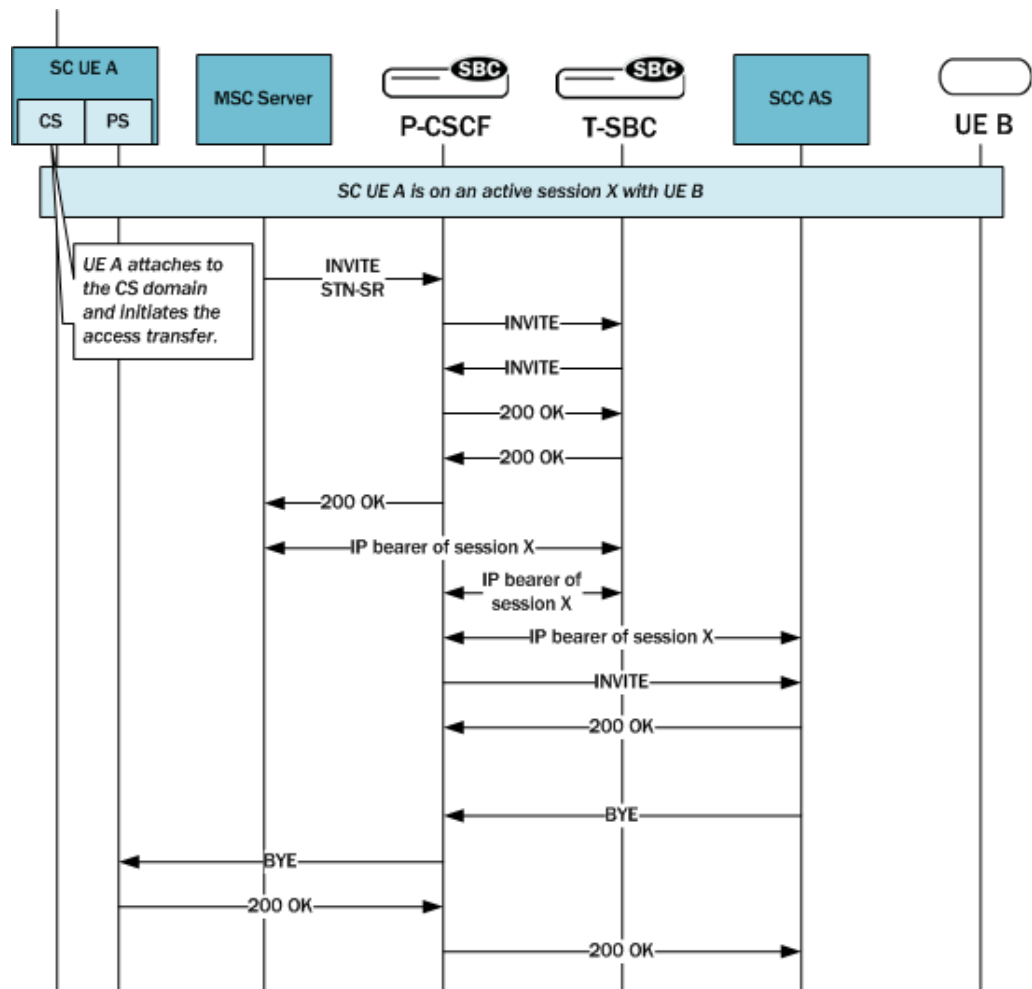 SC UE A
CS
PS
MSC Server
SBC
P-CSCF
SBC
T-SBC
SCC AS
UE B
SC UE A is on an active session X with UE B
UE A attaches to
the CS domain
and initiates the
access transfer.
INVITE
STN-SR
INVITE
INVITE
200 OK
200 OK
200 OK
IP bearer of session X
IP bearer of
session X
IP bearer of session X
INVITE
200 OK
BYE
BYE
200 OK
200 OK